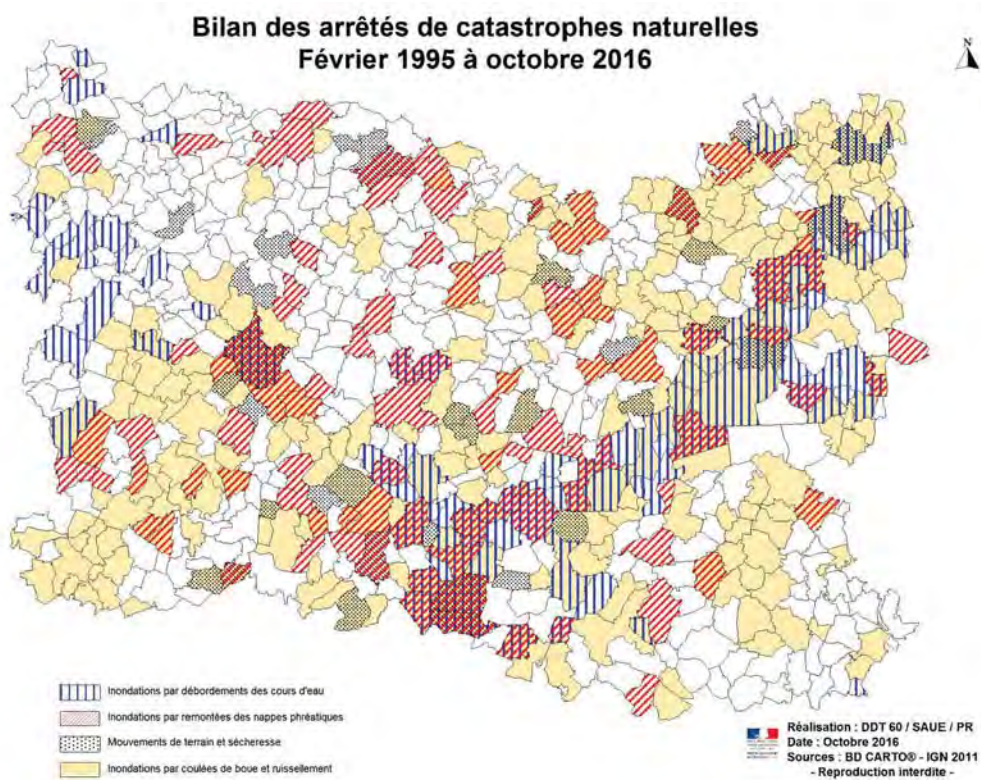 Bilan des arrêtés de catastrophes naturelles
Février 1995 à octobre 2016
N
Inondations par débordements des cours d'eau
Inondations par remontées des nappes phréatiques
Mouvements de terrain et sécheresse
Inondations par coulées de boue et ruissellement
Réalisation : DDT 60 / SAUE / PR
Date : Octobre 2016
Sources : BD CARTO® - IGN 2011
- Reproduction interdite -